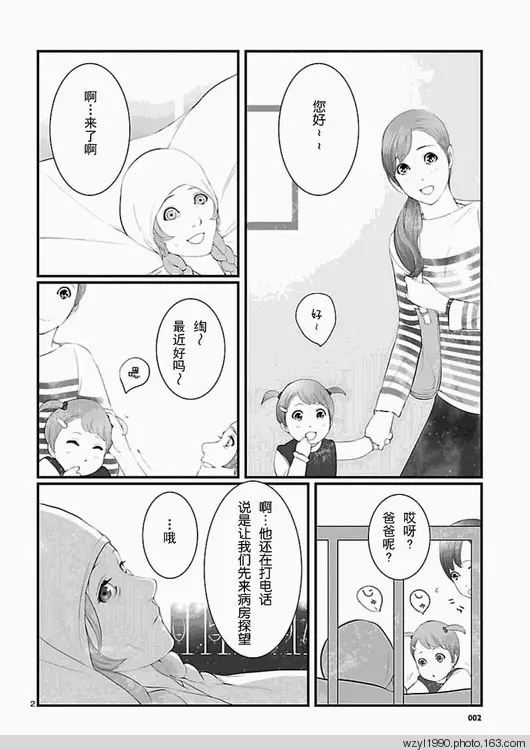 您好~~
好~
啊…来了啊
绹~
最近好吗~
嗯
哎呀?
爸爸呢?
啊…他还在打电话
说是让我们先来病房探望
…哦
2
002
wzyl1990.photo.163.com